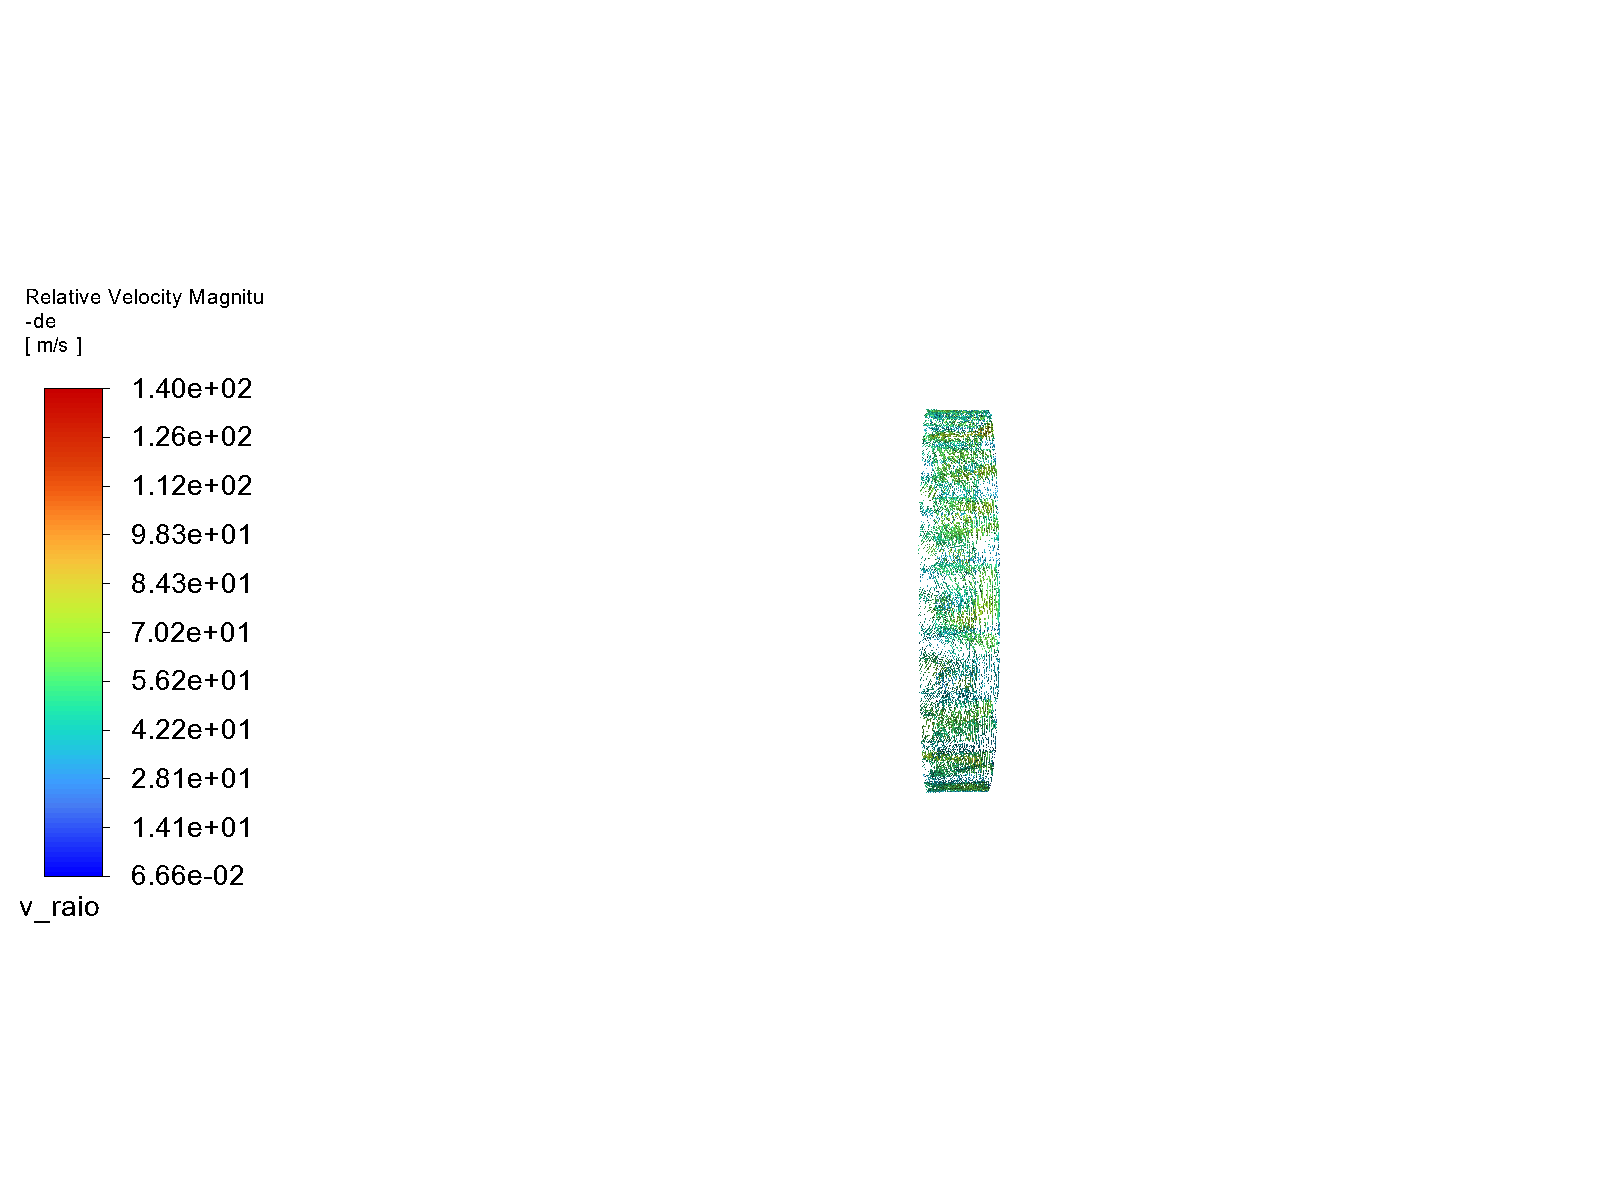 Relative Velocity Magnitu
-de
[ m/s ]
1.40e+02
1.26e+02
1.12e+02
9.83e+01
8.43e+01
7.02e+01
5.62e+01
4.22e+01
2.81e+01
1.41e+01
6.66e-02
v_raio